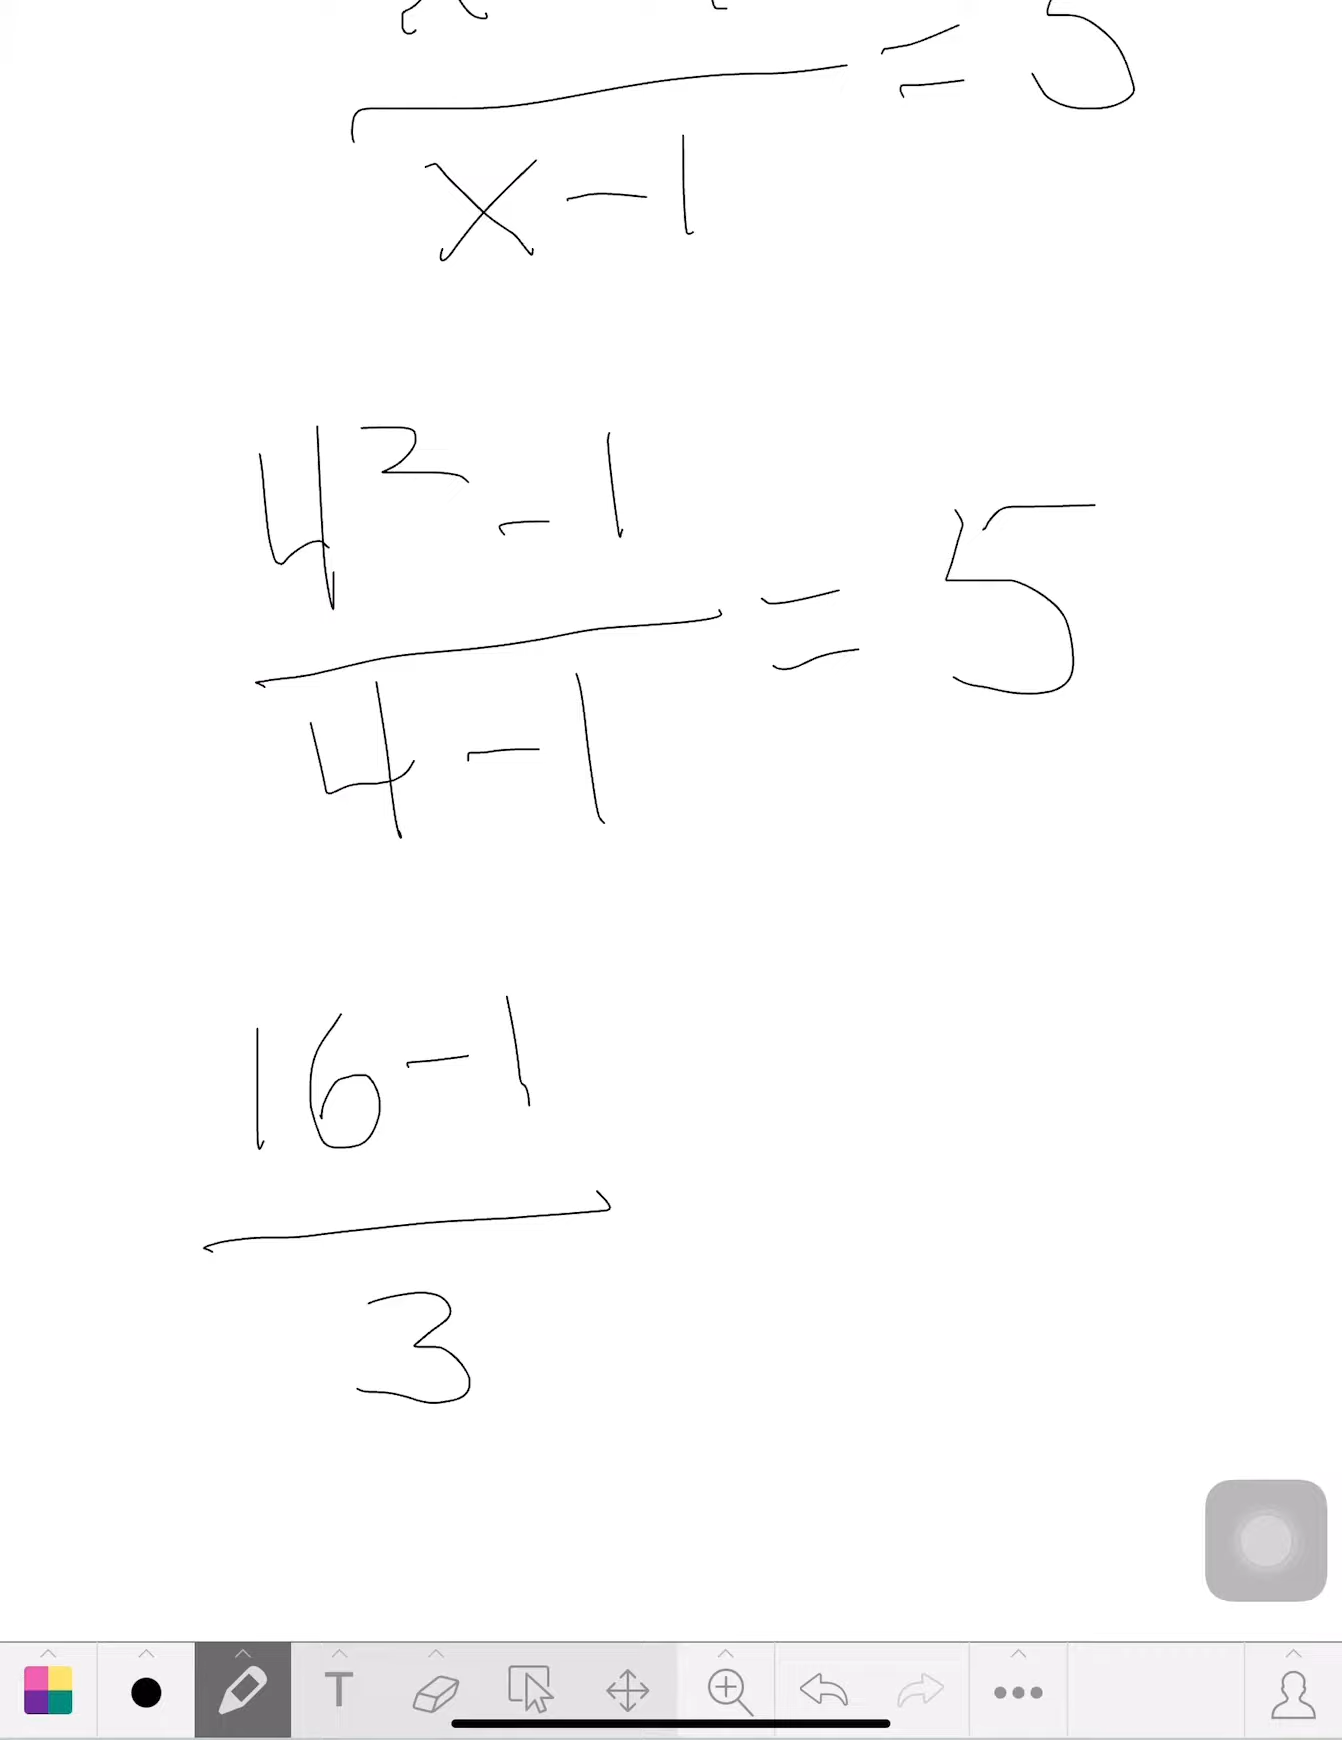 = 5
x - 1
4² - 1
= 5
4 - 1
16 - 1
3
T